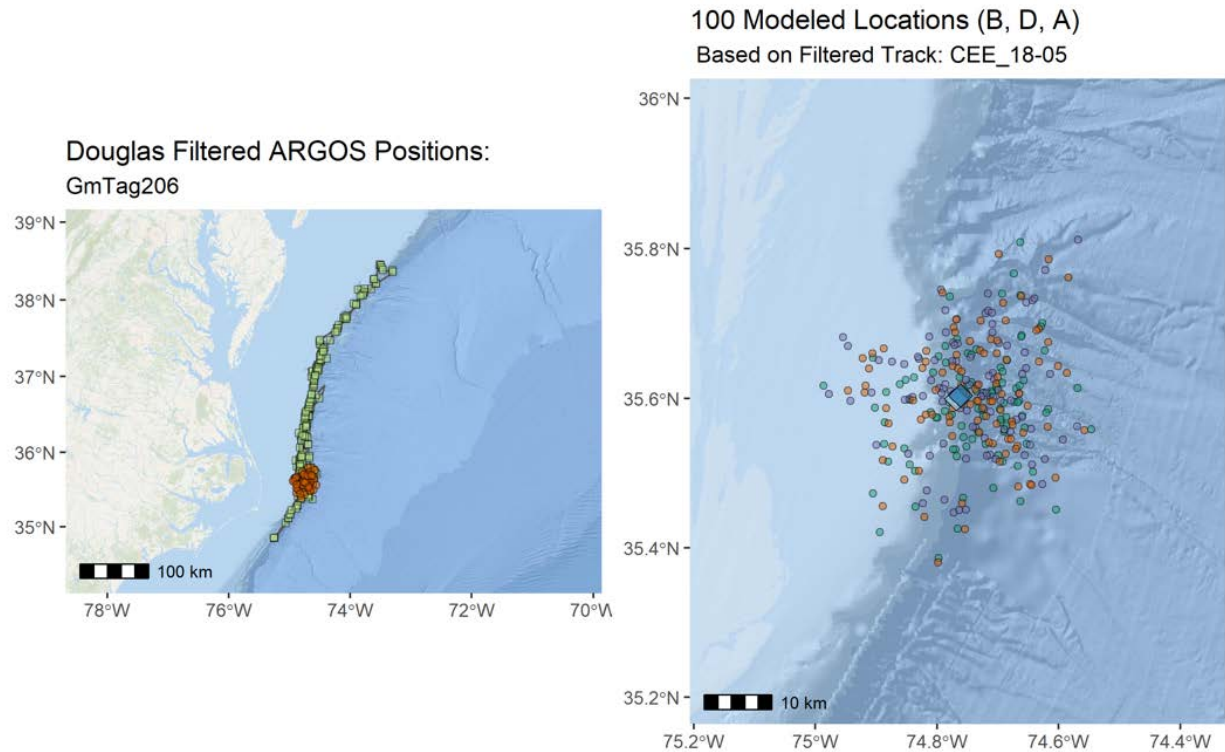 Douglas Filtered ARGOS Positions:
GmTag206
39°N
38°N
37°N
36°N
35°N
100 km
78°W
76°W
74°W
72°W
70°W
100 Modeled Locations (B, D, A)
Based on Filtered Track: CEE_18-05
36°N
35.8°N
35.6°N
35.4°N
35.2°N
10 km
75.2°W
75°W
74.8°W
74.6°W
74.4°W